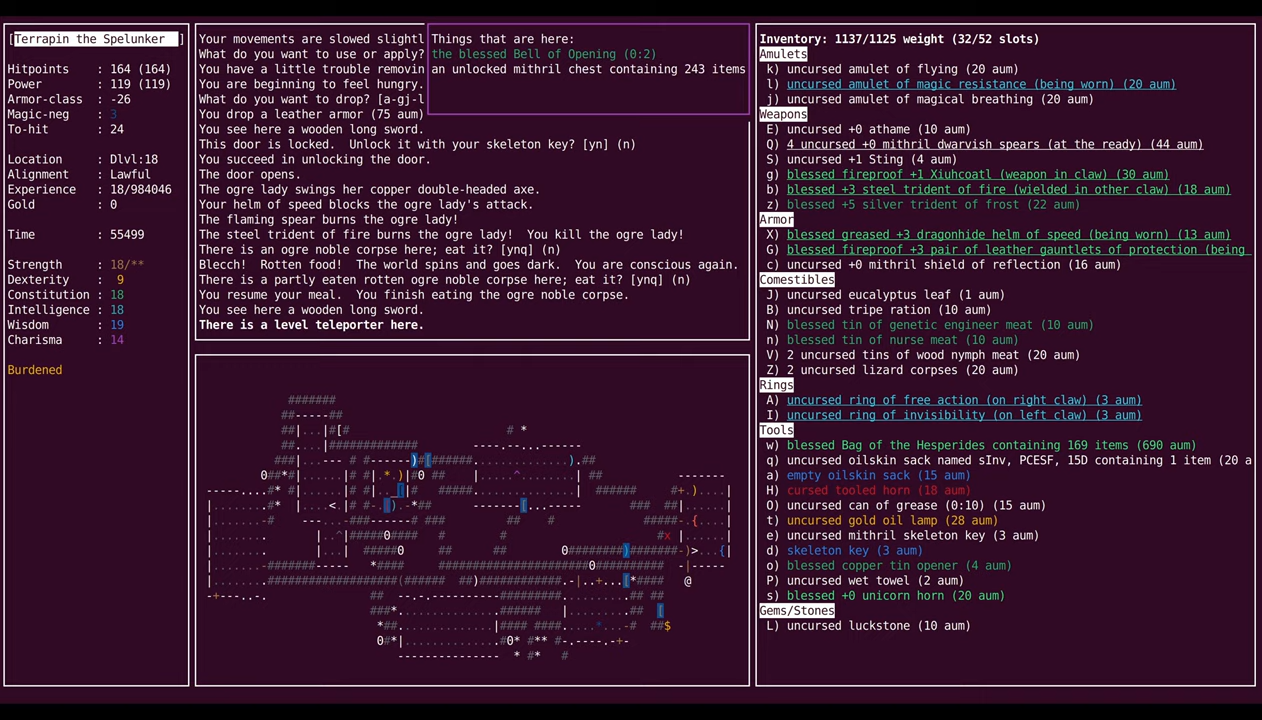 [Terrapin the Spelunker ]
Hitpoints : 164 (164)
Power : 119 (119)
Armor-class : -26
Magic-neg : 3
To-hit : 24
Location : Dlvl:18
Alignment : Lawful
Experience : 18/984046
Gold : 0
Time : 55499
Strength : 18/**
Dexterity : 9
Constitution : 18
Intelligence : 18
Wisdom : 19
Charisma : 14
Burdened
Your movements are slowed slightl
What do you want to use or apply?
You have a little trouble removin
You are beginning to feel hungry.
What do you want to drop? [a-gj-l
You drop a leather armor (75 aum)
You see here a wooden long sword.
This door is locked. Unlock it with your skeleton key? [yn] (n)
You succeed in unlocking the door.
The door opens.
The ogre lady swings her copper double-headed axe.
Your helm of speed blocks the ogre lady's attack.
The flaming spear burns the ogre lady!
The steel trident of fire burns the ogre lady! You kill the ogre lady!
There is an ogre noble corpse here; eat it? [ynq] (n)
Blecch! Rotten food! The world spins and goes dark. You are conscious again.
There is a partly eaten rotten ogre noble corpse here; eat it? [ynq] (n)
You resume your meal. You finish eating the ogre noble corpse.
You see here a wooden long sword.
There is a level teleporter here.
Things that are here:
the blessed Bell of Opening (0:2)
an unlocked mithril chest containing 243 items
Inventory: 1137/1125 weight (32/52 slots)
Amulets
k) uncursed amulet of flying (20 aum)
l) uncursed amulet of magic resistance (being worn) (20 aum)
j) uncursed amulet of magical breathing (20 aum)
Weapons
E) uncursed +0 athame (10 aum)
Q) 4 uncursed +0 mithril dwarvish spears (at the ready) (44 aum)
S) uncursed +1 Sting (4 aum)
g) blessed fireproof +1 Xiuhcoatl (weapon in claw) (30 aum)
b) blessed +3 steel trident of fire (wielded in other claw) (18 aum)
z) blessed +5 silver trident of frost (22 aum)
Armor
X) blessed greased +3 dragonhide helm of speed (being worn) (13 aum)
G) blessed fireproof +3 pair of leather gauntlets of protection (being
c) uncursed +0 mithril shield of reflection (16 aum)
Comestibles
J) uncursed eucalyptus leaf (1 aum)
B) uncursed tripe ration (10 aum)
N) blessed tin of genetic engineer meat (10 aum)
n) blessed tin of nurse meat (10 aum)
V) 2 uncursed tins of wood nymph meat (20 aum)
Z) 2 uncursed lizard corpses (20 aum)
Rings
A) uncursed ring of free action (on right claw) (3 aum)
I) uncursed ring of invisibility (on left claw) (3 aum)
Tools
w) blessed Bag of the Hesperides containing 169 items (690 aum)
q) uncursed oilskin sack named sInv, PCESF, 15D containing 1 item (20 a
a) empty oilskin sack (15 aum)
H) cursed tooled horn (18 aum)
O) uncursed can of grease (0:10) (15 aum)
t) uncursed gold oil lamp (28 aum)
e) uncursed mithril skeleton key (3 aum)
d) skeleton key (3 aum)
o) blessed copper tin opener (4 aum)
P) uncursed wet towel (2 aum)
s) blessed +0 unicorn horn (20 aum)
Gems/Stones
L) uncursed luckstone (10 aum)